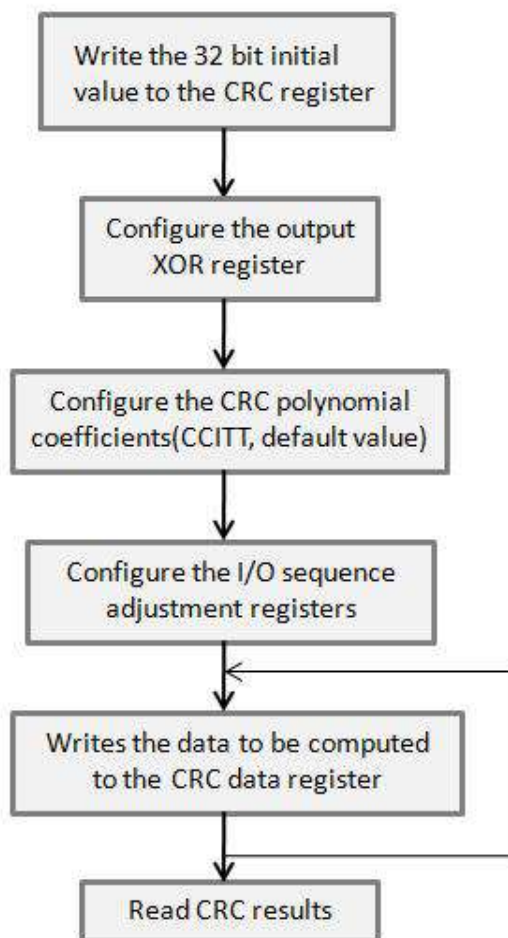 Write the 32 bit initial
value to the CRC register
Configure the output
XOR register
Configure the CRC polynomial
coefficients(CCITT, default value)
Configure the I/O sequence
adjustment registers
Writes the data to be computed
to the CRC data register
Read CRC results